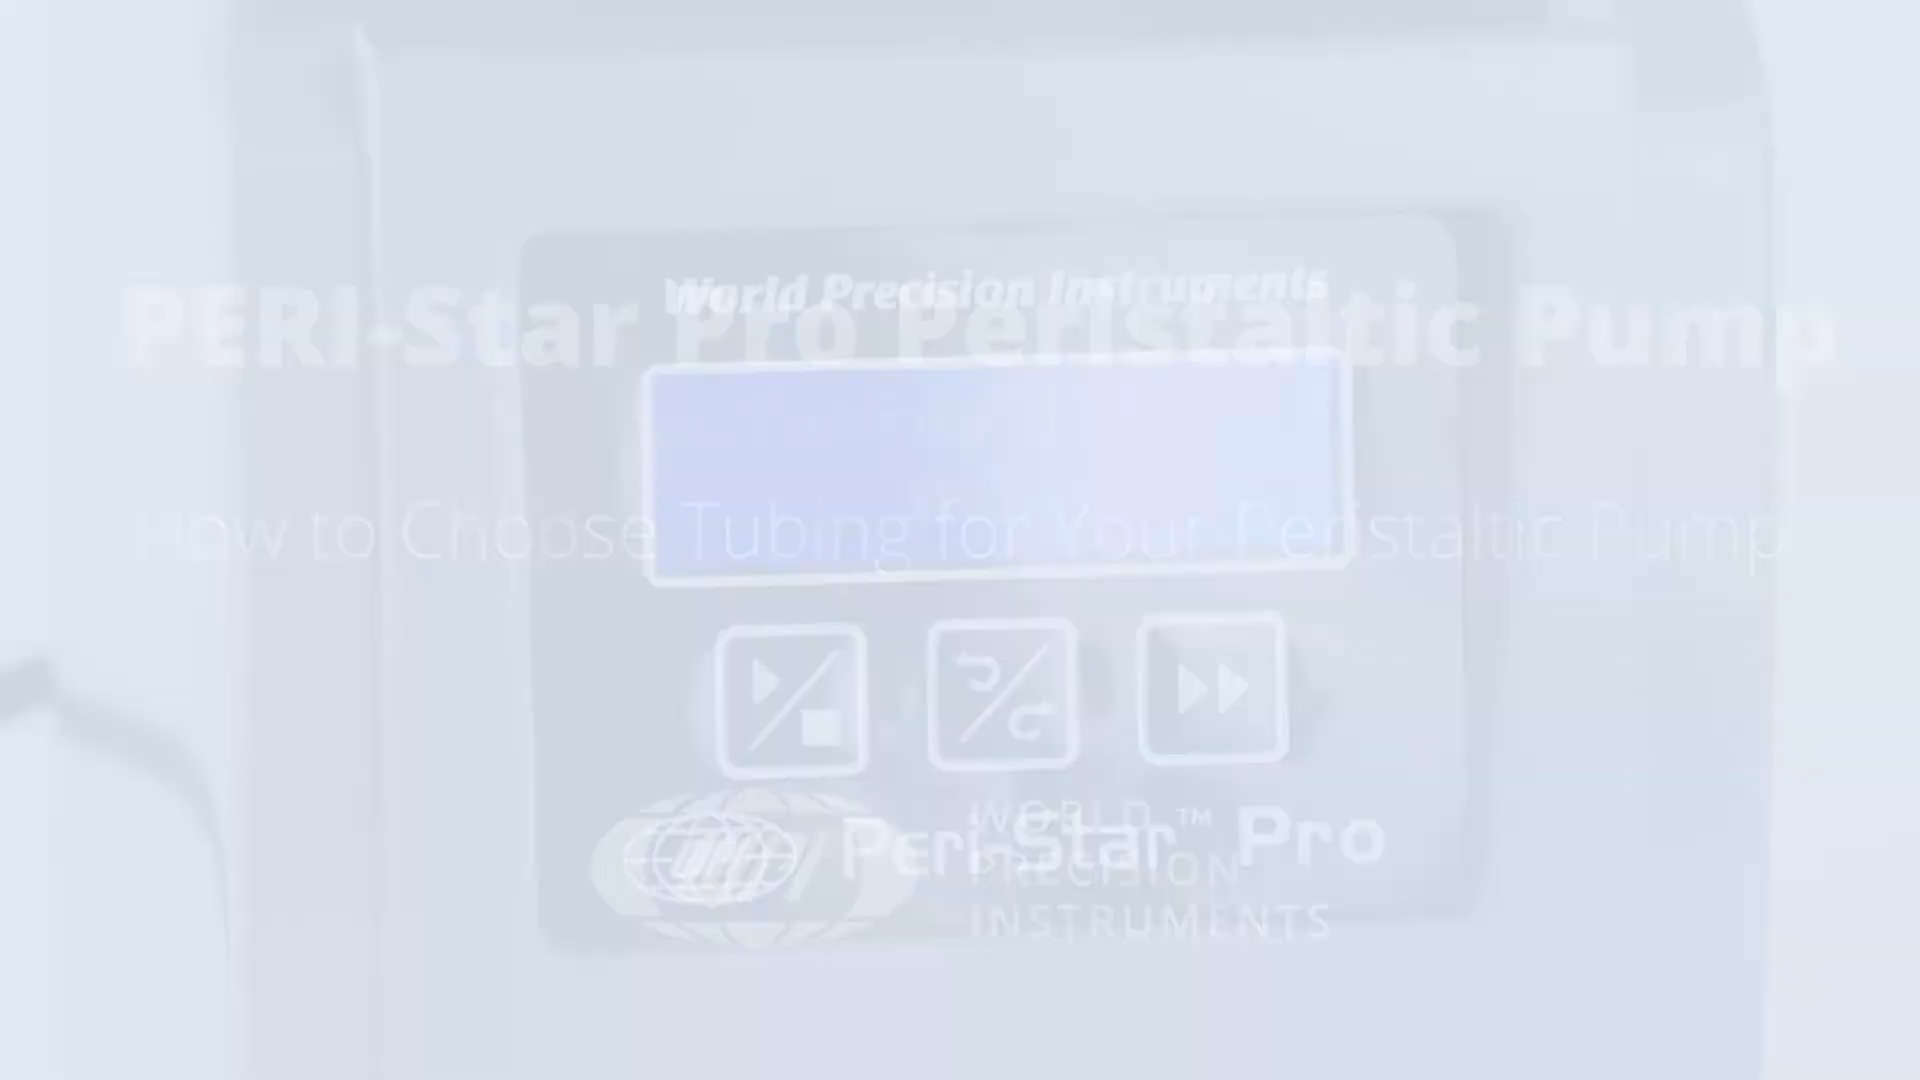 World Precision Instruments
PERI-Star Pro Peristaltic Pump
How to Choose Tubing for Your Peristaltic Pump
WPI
Peri-Star™ Pro
WORLD
PRECISION
INSTRUMENTS